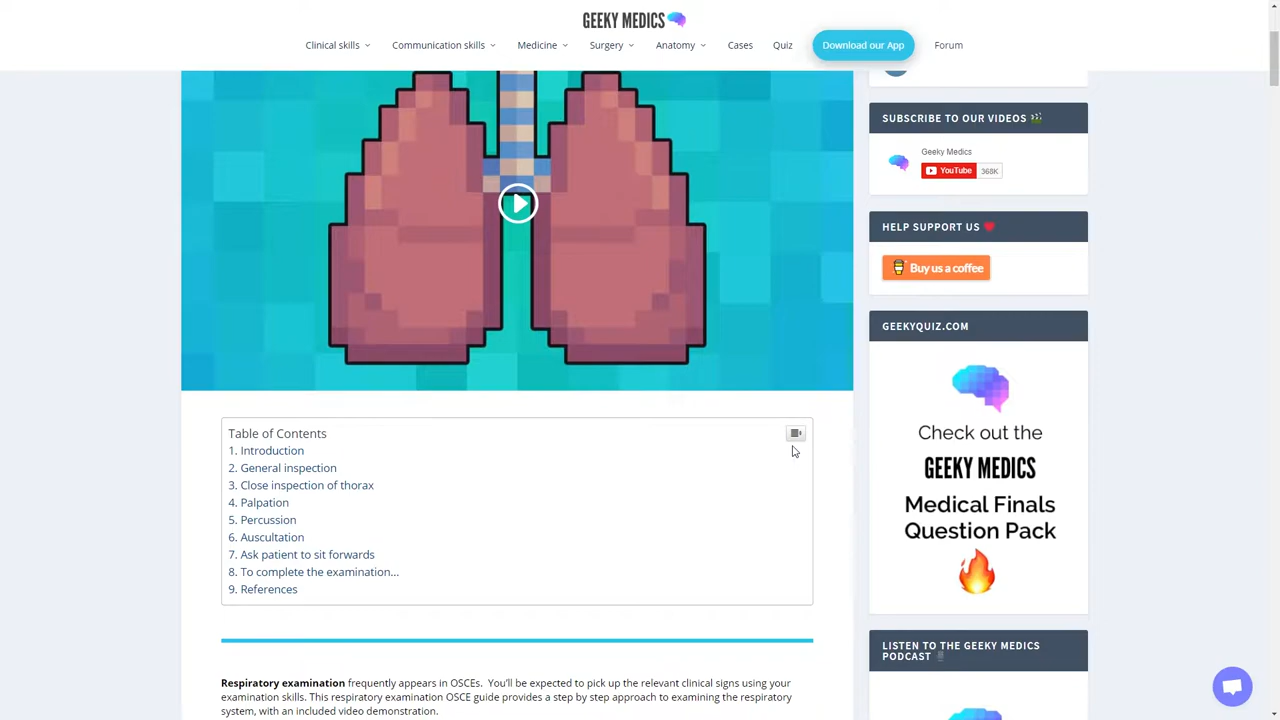 GEEKY MEDICS
Clinical skills
Communication skills
Medicine
Surgery
Anatomy
Cases
Quiz
Download our App
Forum
SUBSCRIBE TO OUR VIDEOS
Geeky Medics
YouTube 368K
HELP SUPPORT US
Buy us a coffee
GEEKYQUIZ.COM
Check out the
GEEKY MEDICS
Medical Finals
Question Pack
LISTEN TO THE GEEKY MEDICS
PODCAST
Table of Contents
1. Introduction
2. General inspection
3. Close inspection of thorax
4. Palpation
5. Percussion
6. Auscultation
7. Ask patient to sit forwards
8. To complete the examination...
9. References
Respiratory examination frequently appears in OSCEs. You'll be expected to pick up the relevant clinical signs using your
examination skills. This respiratory examination OSCE guide provides a step by step approach to examining the respiratory
system, with an included video demonstration.